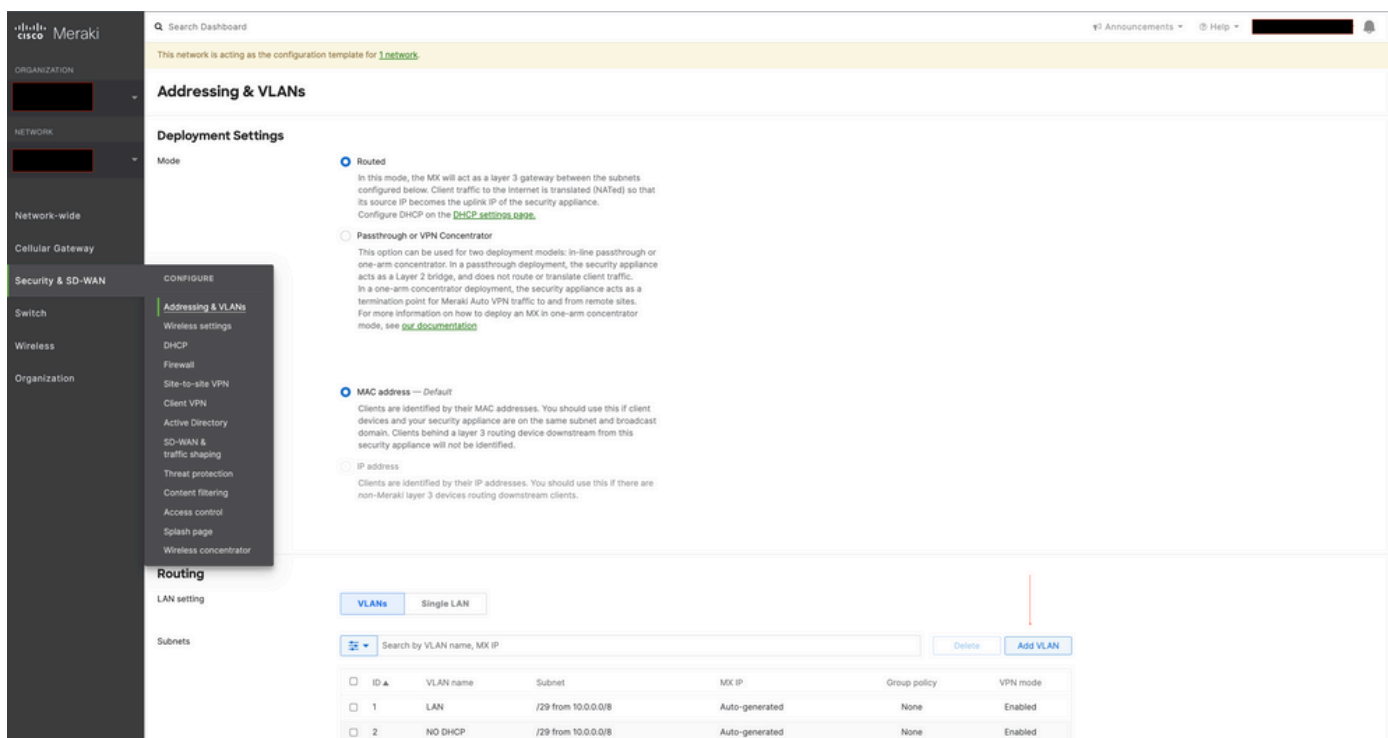 cisco Meraki
Search Dashboard
Announcements
Help
This network is acting as the configuration template for 1 network.
ORGANIZATION
NETWORK
Network-wide
Cellular Gateway
Security & SD-WAN
Switch
Wireless
Organization
CONFIGURE
Addressing & VLANs
Wireless settings
DHCP
Firewall
Site-to-site VPN
Client VPN
Active Directory
SD-WAN &
traffic shaping
Threat protection
Content filtering
Access control
Splash page
Wireless concentrator
Addressing & VLANs
Deployment Settings
Mode
Routed
In this mode, the MX will act as a layer 3 gateway between the subnets
configured below. Client traffic to the Internet is translated (NATed) so that
its source IP becomes the uplink IP of the security appliance.
Configure DHCP on the DHCP settings page.
Passthrough or VPN Concentrator
This option can be used for two deployment models: in-line passthrough or
one-arm concentrator. In a passthrough deployment, the security appliance
acts as a Layer 2 bridge, and does not route or translate client traffic.
In a one-arm concentrator deployment, the security appliance acts as a
termination point for Meraki Auto VPN traffic to and from remote sites.
For more information on how to deploy an MX in one-arm concentrator
mode, see our documentation
MAC address — Default
Clients are identified by their MAC addresses. You should use this if client
devices and your security appliance are on the same subnet and broadcast
domain. Clients behind a layer 3 routing device downstream from this
security appliance will not be identified.
IP address
Clients are identified by their IP addresses. You should use this if there are
non-Meraki layer 3 devices routing downstream clients.
Routing
LAN setting
VLANs Single LAN
Subnets
Search by VLAN name, MX IP
Delete Add VLAN
ID VLAN name Subnet MX IP Group policy VPN mode
1 LAN /29 from 10.0.0.0/8 Auto-generated None Enabled
2 NO DHCP /29 from 10.0.0.0/8 Auto-generated None Enabled